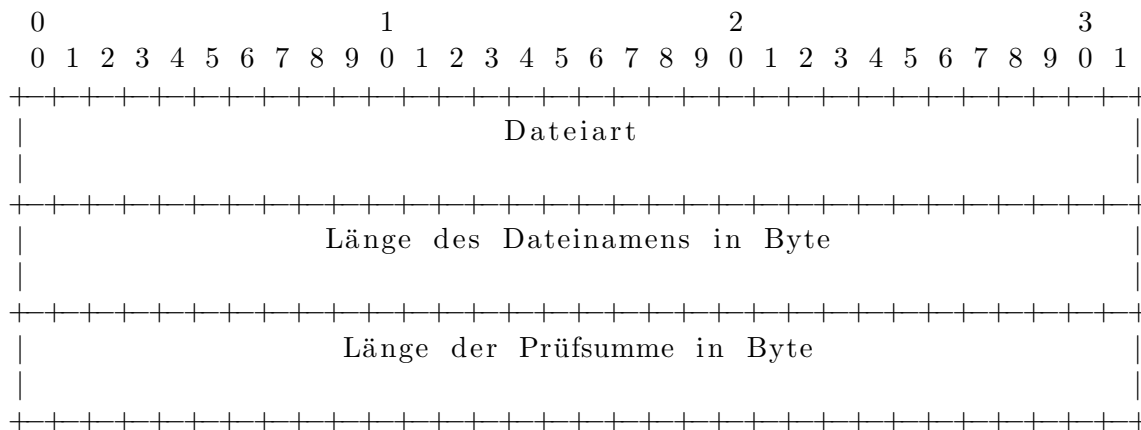 0 1 2 3
0 1 2 3 4 5 6 7 8 9 0 1 2 3 4 5 6 7 8 9 0 1 2 3 4 5 6 7 8 9 0 1
+-+-+-+-+-+-+-+-+-+-+-+-+-+-+-+-+-+-+-+-+-+-+-+-+-+-+-+-+-+-+-+-+
| Dateiart |
| |
+-+-+-+-+-+-+-+-+-+-+-+-+-+-+-+-+-+-+-+-+-+-+-+-+-+-+-+-+-+-+-+-+
| Länge des Dateinamens in Byte |
| |
+-+-+-+-+-+-+-+-+-+-+-+-+-+-+-+-+-+-+-+-+-+-+-+-+-+-+-+-+-+-+-+-+
| Länge der Prüfsumme in Byte |
| |
+-+-+-+-+-+-+-+-+-+-+-+-+-+-+-+-+-+-+-+-+-+-+-+-+-+-+-+-+-+-+-+-+